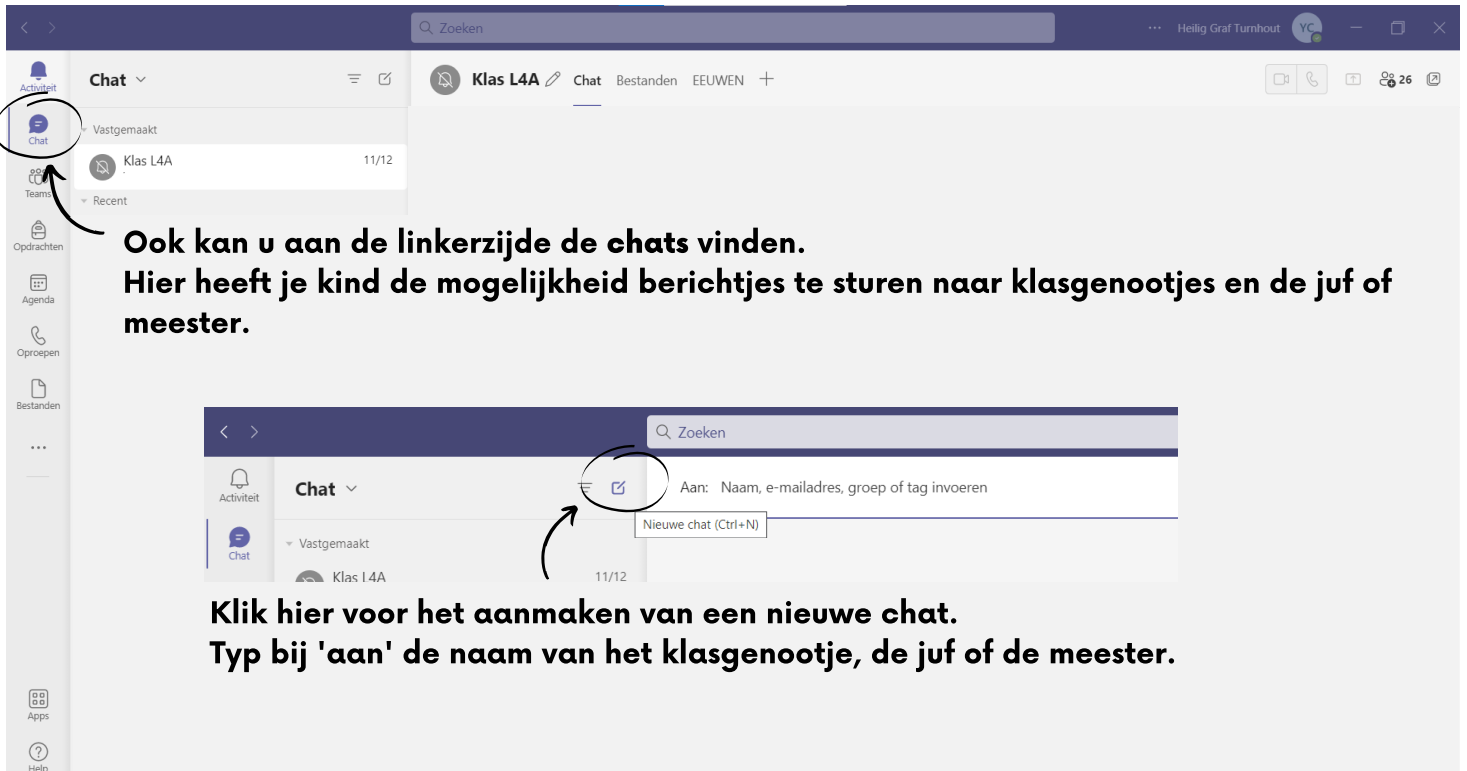 Zoeken
Heilig Graf Turnhout
YC
Activiteit
Chat
Klas L4A
Chat Bestanden EEUWEN
26
Chat
Vastgemaakt
Klas L4A 11/12
Teams
Recent
Opdrachten
Ook kan u aan de linkerzijde de chats vinden.
Hier heeft je kind de mogelijkheid berichtjes te sturen naar klasgenootjes en de juf of
meester.
Agenda
Oproepen
Bestanden
Zoeken
Activiteit
Chat
Aan: Naam, e-mailadres, groep of tag invoeren
Nieuwe chat (Ctrl+N)
Chat
Vastgemaakt
Klas L4A 11/12
Klik hier voor het aanmaken van een nieuwe chat.
Typ bij 'aan' de naam van het klasgenootje, de juf of de meester.
Apps
Help